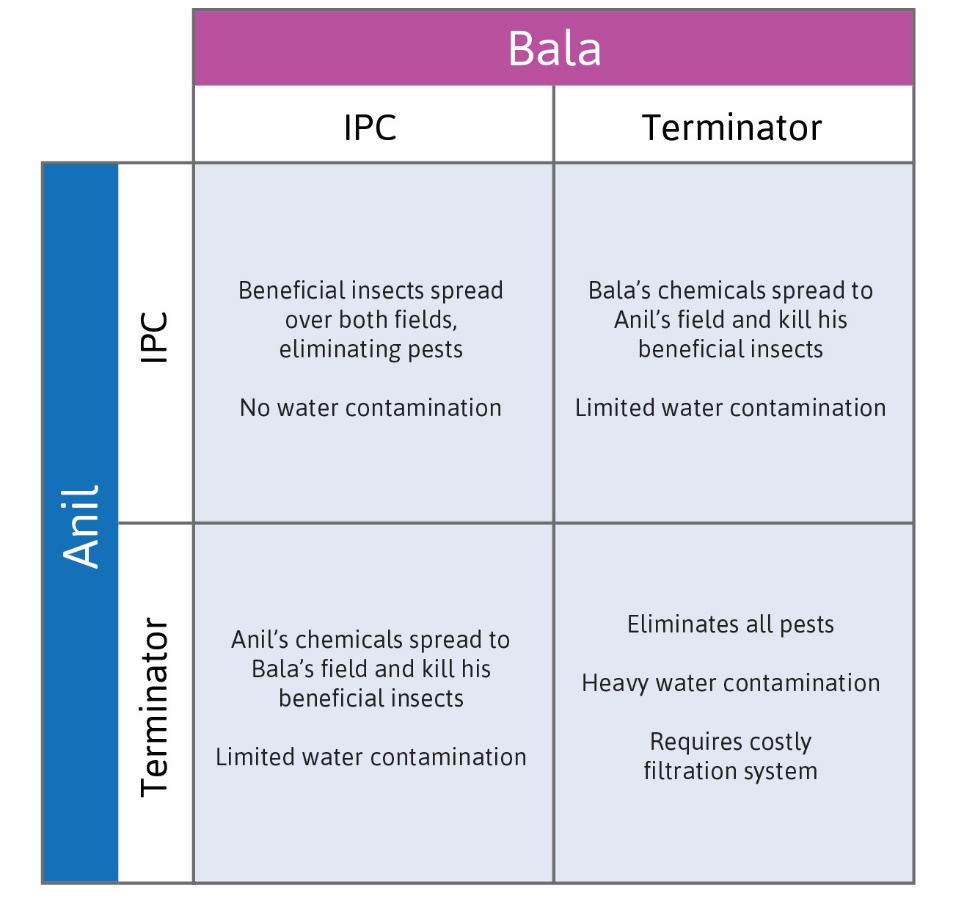 Bala
IPC
Terminator
Anil
IPC
Beneficial insects spread
over both fields,
eliminating pests
No water contamination
Bala’s chemicals spread to
Anil’s field and kill his
beneficial insects
Limited water contamination
Terminator
Anil’s chemicals spread to
Bala’s field and kill his
beneficial insects
Limited water contamination
Eliminates all pests
Heavy water contamination
Requires costly
filtration system